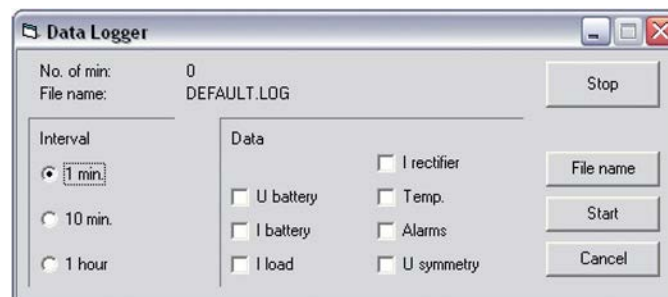 Data Logger
No. of min: 0
File name: DEFAULT.LOG
Stop
Interval
1 min.
10 min.
1 hour
Data
I rectifier
U battery
Temp.
I battery
Alarms
I load
U symmetry
File name
Start
Cancel